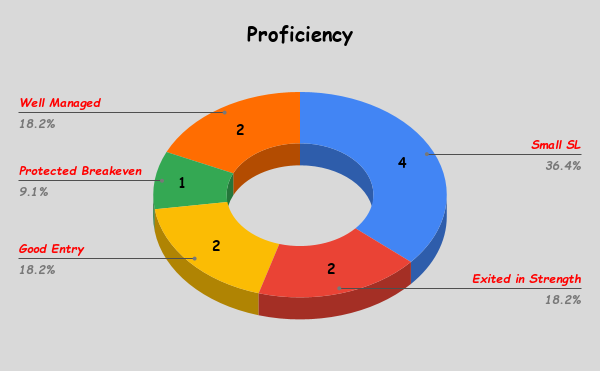 Proficiency
Well Managed
18.2%
Protected Breakeven
9.1%
Good Entry
18.2%
2
4
1
2
2
Small SL
36.4%
Exited in Strength
18.2%